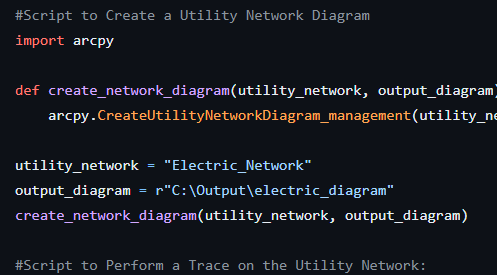 #Script to Create a Utility Network Diagram
import arcpy
def create_network_diagram(utility_network, output_diagram)
arcpy.CreateUtilityNetworkDiagram_management(
utility_network = "Electric_Network"
output_diagram = r"C:\Output\electric_diagram"
create_network_diagram(utility_network, output_diagram)
#Script to Perform a Trace on the Utility Network: